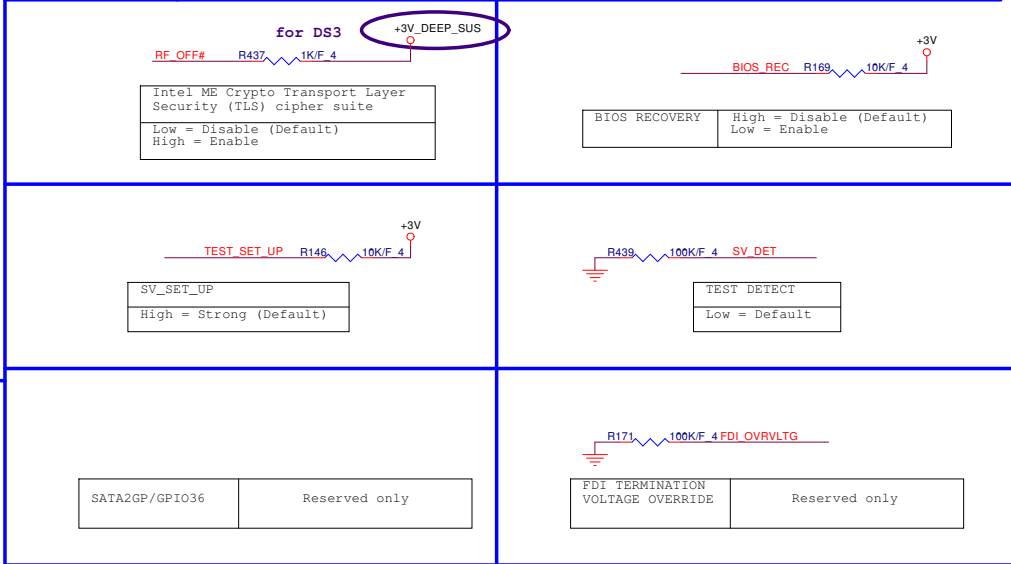 for DS3
+3V_DEEP_SUS
RF_OFF# R437 1K/F_4
Intel ME Crypto Transport Layer
Security (TLS) cipher suite
Low = Disable (Default)
High = Enable
+3V
BIOS_REC R169 10K/F_4
BIOS RECOVERY
High = Disable (Default)
Low = Enable
+3V
TEST_SET_UP R146 10K/F_4
SV_SET_UP
High = Strong (Default)
R439 100K/F_4 SV_DET
TEST DETECT
Low = Default
SATA2GP/GPIO36
Reserved only
R171 100K/F_4 FDI_OVRVLTG
FDI TERMINATION
VOLTAGE OVERRIDE
Reserved only